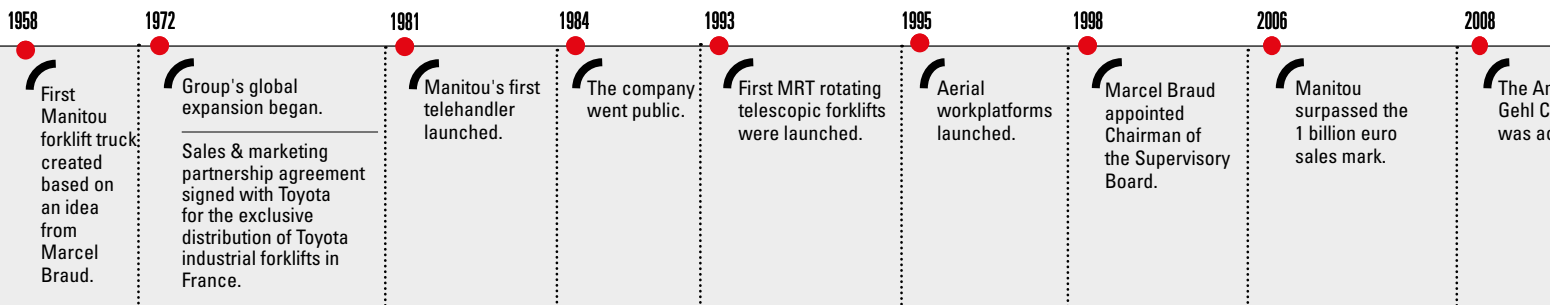 1958
First
Manitou
forklift truck
created
based on
an idea
from
Marcel
Braud.
1972
Group's global
expansion began.
Sales & marketing
partnership agreement
signed with Toyota
for the exclusive
distribution of Toyota
industrial forklifts in
France.
1981
Manitou's first
telehandler
launched.
1984
The company
went public.
1993
First MRT rotating
telescopic forklifts
were launched.
1995
Aerial
workplatforms
launched.
1998
Marcel Braud
appointed
Chairman of
the Supervisory
Board.
2006
Manitou
surpassed the
1 billion euro
sales mark.
2008
The
Gehl
was